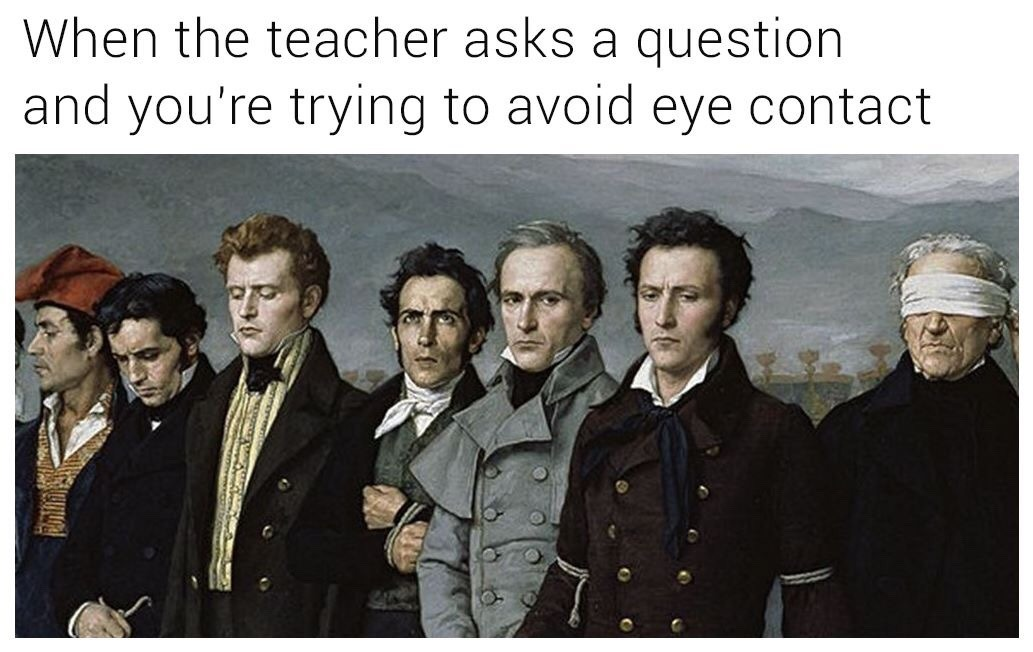 When the teacher asks a question
and you're trying to avoid eye contact